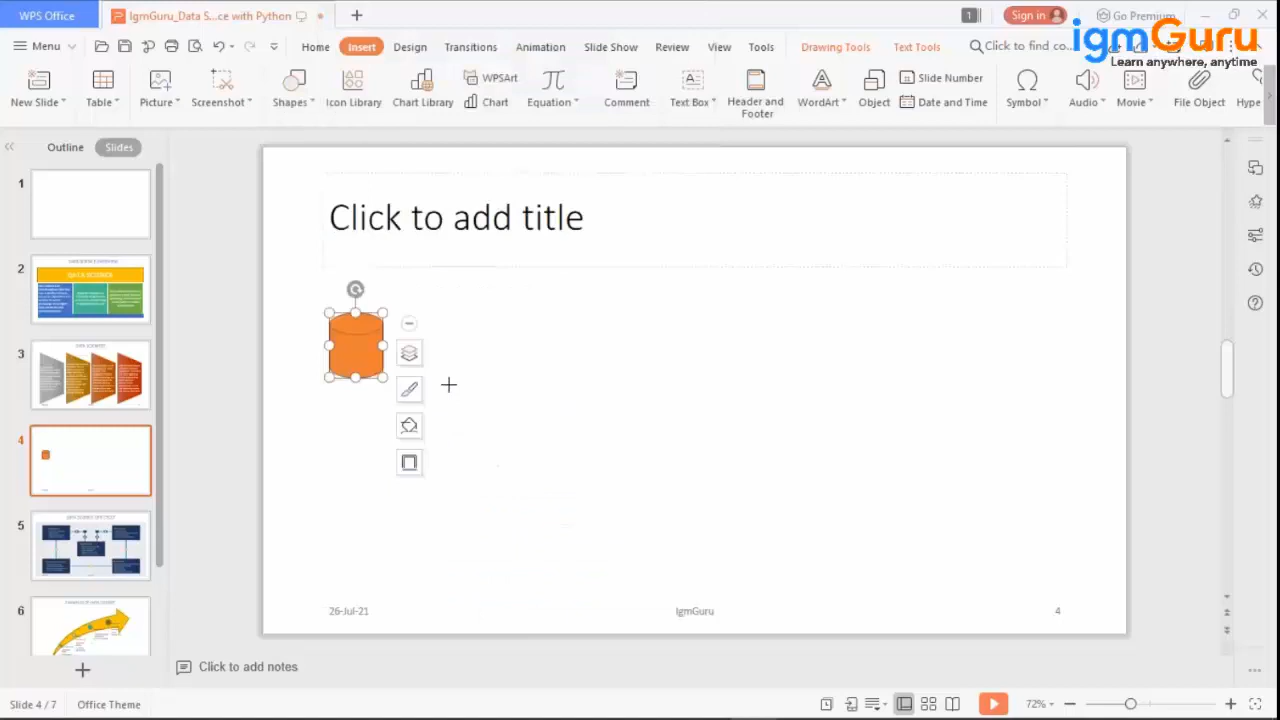 WPS Office
IgmGuru_Data S...ce with Python
1
Sign in
Go Premium
igmGuru
Learn anywhere, anytime
Menu
Home
Insert
Design
Transitions
Animation
Slide Show
Review
View
Tools
Drawing Tools
Text Tools
Click to find co...
New Slide
Table
Picture
Screenshot
Shapes
Icon Library
Chart Library
WPSArt
Chart
Equation
Comment
Text Box
Header and
Footer
WordArt
Object
Slide Number
Date and Time
Symbol
Audio
Movie
File Object
Hype
Outline
Slides
1
2
3
4
5
6
Click to add title
26-Jul-21
IgmGuru
4
Click to add notes
Slide 4 / 7
Office Theme
72%